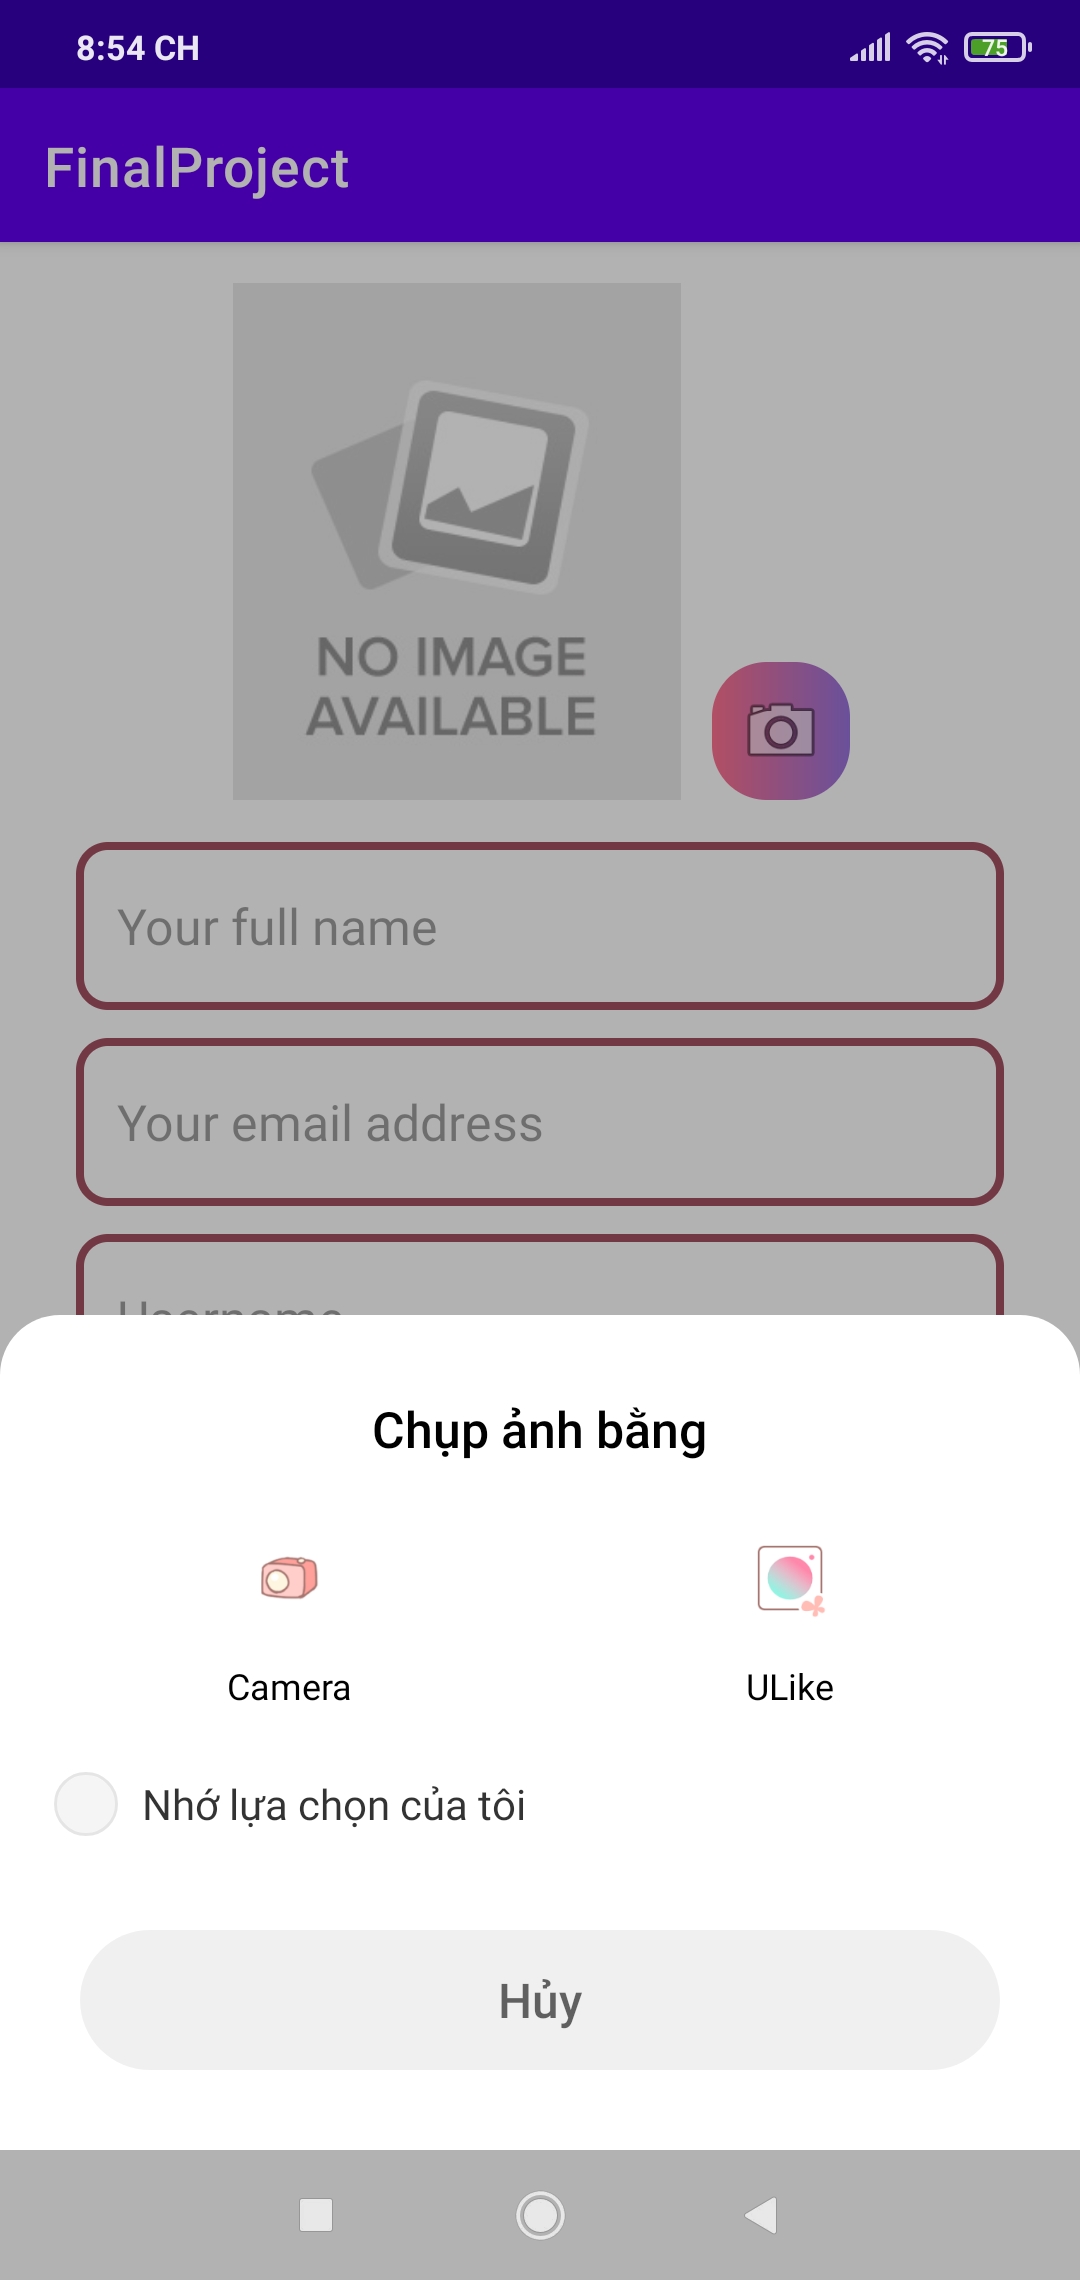 8:54 CH
75
FinalProject
NO IMAGE
AVAILABLE
Your full name
Your email address
Username
Chụp ảnh bằng
Camera
ULike
Nhớ lựa chọn của tôi
Hủy